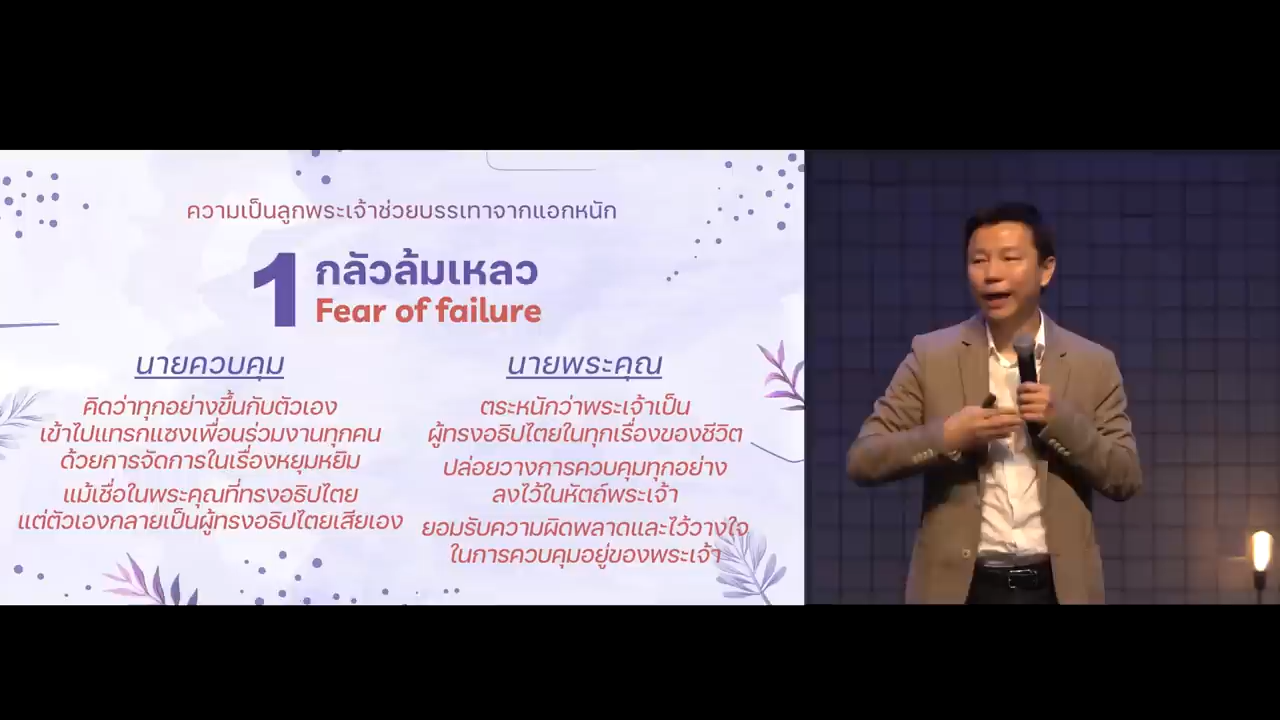 ความเป็นลูกพระเจ้าช่วยบรรเทาจากแอกหนัก
1 กลัวล้มเหลว
Fear of failure
นายควบคุม
คิดว่าทุกอย่างขึ้นกับตัวเอง
เข้าไปแทรกแซงเพื่อนร่วมงานทุกคน
ด้วยการจัดการในเรื่องหยุมหยิม
แม้เชื่อในพระคุณที่ทรงอธิปไตย
แต่ตัวเองกลายเป็นผู้ทรงอธิปไตยเสียเอง
นายพระคุณ
ตระหนักว่าพระเจ้าเป็น
ผู้ทรงอธิปไตยในทุกเรื่องของชีวิต
ปล่อยวางการควบคุมทุกอย่าง
ลงไว้ในหัตถ์พระเจ้า
ยอมรับความผิดพลาดและไว้วางใจ
ในการควบคุมอยู่ของพระเจ้า